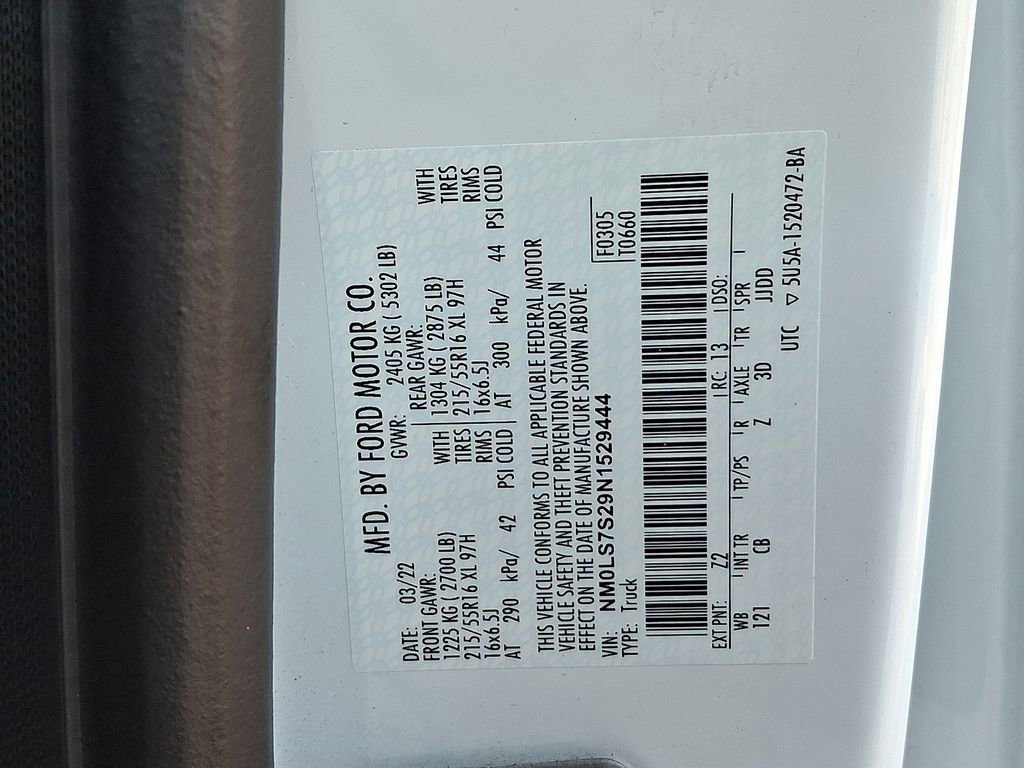 MFD. BY FORD MOTOR CO.
DATE: 03/22 GVWR: 2405 KG ( 5302 LB)
FRONT GAWR: REAR GAWR:
1225 KG ( 2700 LB) WITH 1304 KG ( 2875 LB) WITH
215/55R16 XL 97H TIRES 215/55R16 XL 97H TIRES
16x6.5J RIMS 16x6.5J RIMS
AT 290 kPa/ 42 PSI COLD AT 300 kPa/ 44 PSI COLD
THIS VEHICLE CONFORMS TO ALL APPLICABLE FEDERAL MOTOR
VEHICLE SAFETY AND THEFT PREVENTION STANDARDS IN
EFFECT ON THE DATE OF MANUFACTURE SHOWN ABOVE.
VIN: NM0LS7S29N1529444 F0305
TYPE: Truck T0660
EXT PNT: Z2 RC: 13 DSO:
WB INT TR TP/PS R AXLE TR SPR
121 CB Z 3D JJDD
UTC ▽ 5U5A-1520472-BA